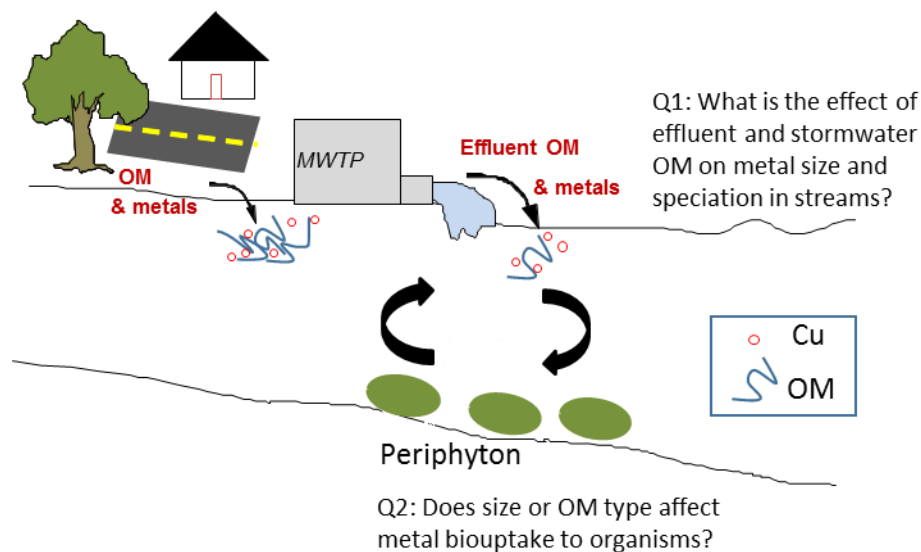 OM
& metals
MWTP
Effluent OM
& metals
Q1: What is the effect of
effluent and stormwater
OM on metal size and
speciation in streams?
Cu
OM
Periphyton
Q2: Does size or OM type affect
metal biouptake to organisms?